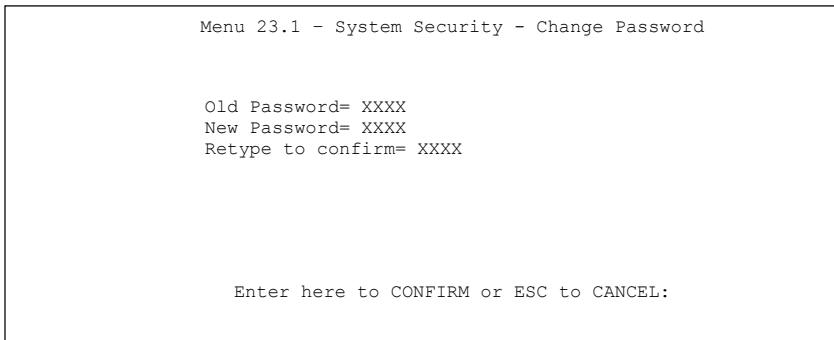 Menu 23.1 – System Security - Change Password
Old Password= XXXX
New Password= XXXX
Retype to confirm= XXXX
Enter here to CONFIRM or ESC to CANCEL: